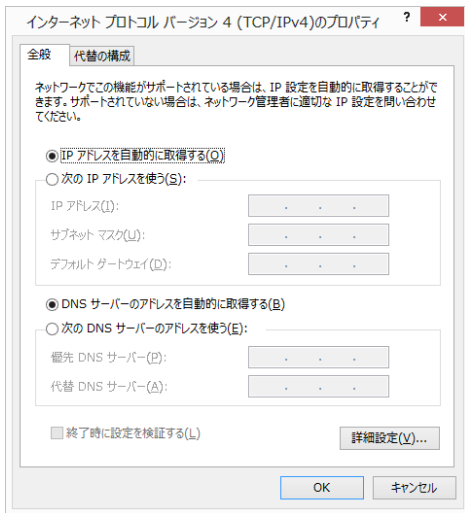 インターネット プロトコル バージョン 4 (TCP/IPv4)のプロパティ
全般 代替の構成
ネットワークでこの機能がサポートされている場合は、IP 設定を自動的に取得することがで
きます。サポートされていない場合は、ネットワーク管理者に適切な IP 設定を問い合わせ
てください。
IP アドレスを自動的に取得する(O)
次の IP アドレスを使う(S):
IP アドレス(I):
サブネット マスク(U):
デフォルト ゲートウェイ(D):
DNS サーバーのアドレスを自動的に取得する(B)
次の DNS サーバーのアドレスを使う(E):
優先 DNS サーバー(P):
代替 DNS サーバー(A):
終了時に設定を検証する(L)
詳細設定(V)...
OK キャンセル